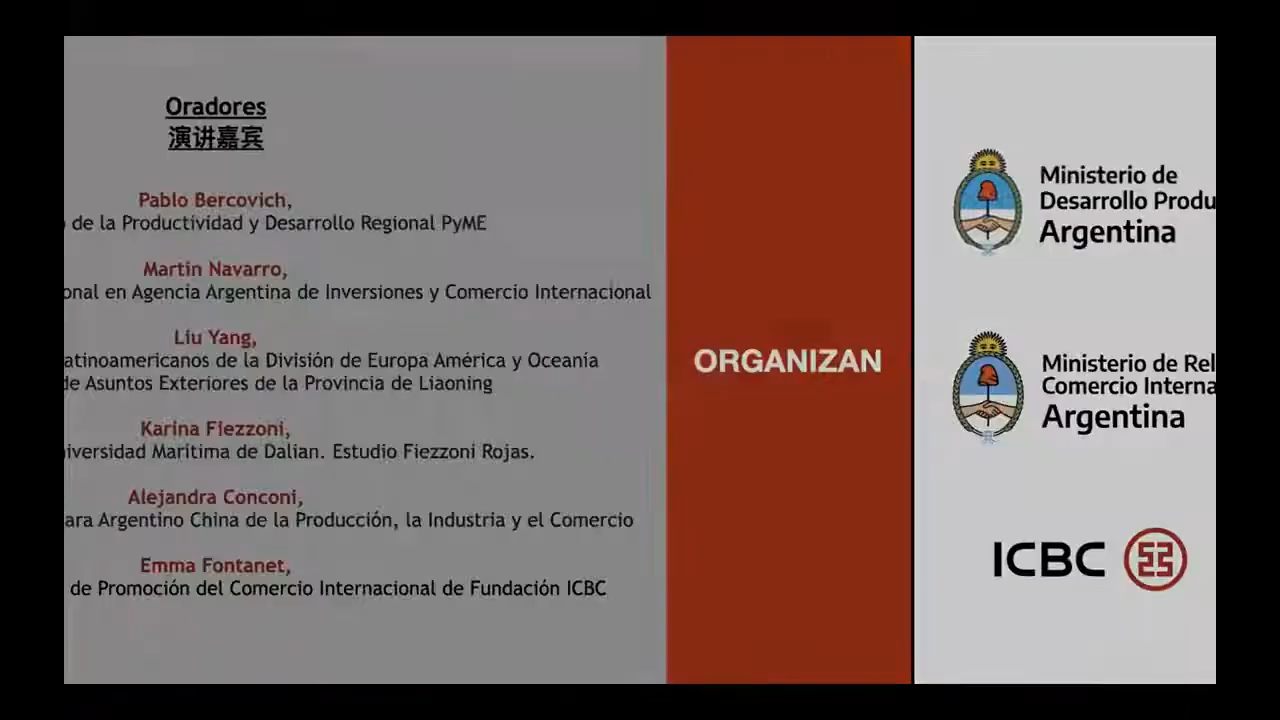 Oradores
演讲嘉宾
Pablo Bercovich,
de la Productividad y Desarrollo Regional PyME
Martin Navarro,
onal en Agencia Argentina de Inversiones y Comercio Internacional
Liu Yang,
atinoamericanos de la División de Europa América y Oceanía
de Asuntos Exteriores de la Provincia de Liaoning
Karina Fiezzoni,
iversidad Marítima de Dalian. Estudio Fiezzoni Rojas.
Alejandra Conconi,
ara Argentino China de la Producción, la Industria y el Comercio
Emma Fontanet,
de Promoción del Comercio Internacional de Fundación ICBC
ORGANIZAN
Ministerio de
Desarrollo Produ
Argentina
Ministerio de Rel
Comercio Interna
Argentina
ICBC